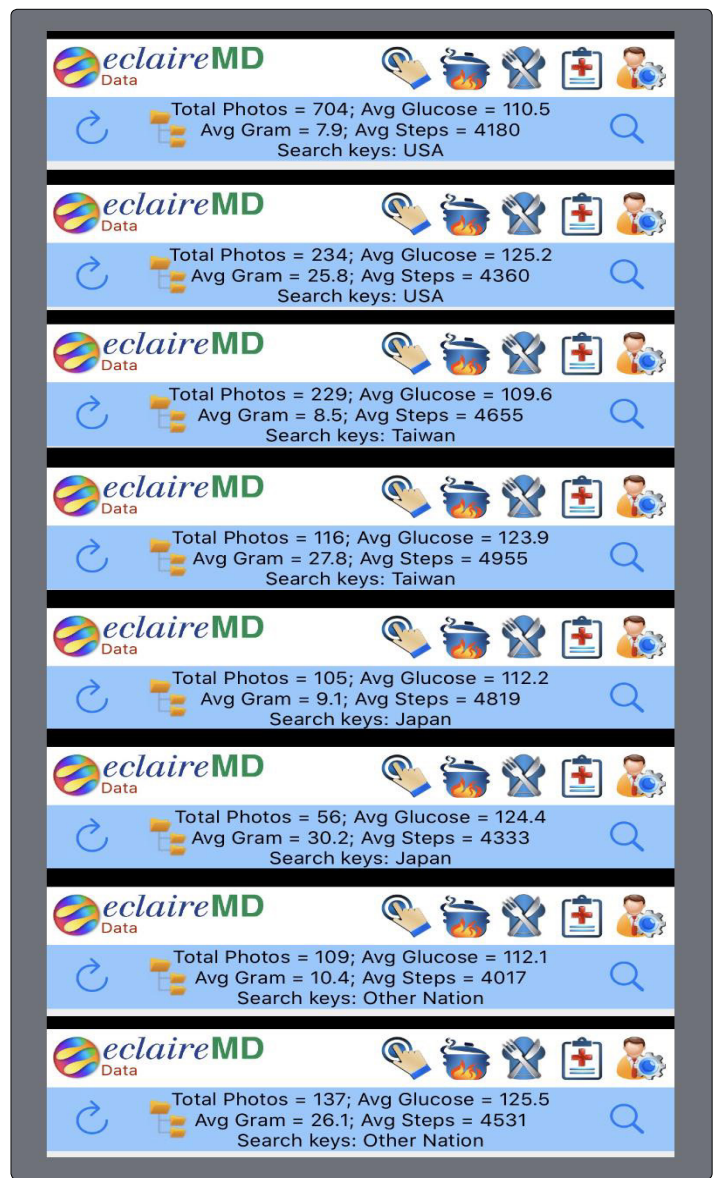 eclaireMD
Data
Total Photos = 704; Avg Glucose = 110.5
Avg Gram = 7.9; Avg Steps = 4180
Search keys: USA
eclaireMD
Data
Total Photos = 234; Avg Glucose = 125.2
Avg Gram = 25.8; Avg Steps = 4360
Search keys: USA
eclaireMD
Data
Total Photos = 229; Avg Glucose = 109.6
Avg Gram = 8.5; Avg Steps = 4655
Search keys: Taiwan
eclaireMD
Data
Total Photos = 116; Avg Glucose = 123.9
Avg Gram = 27.8; Avg Steps = 4955
Search keys: Taiwan
eclaireMD
Data
Total Photos = 105; Avg Glucose = 112.2
Avg Gram = 9.1; Avg Steps = 4819
Search keys: Japan
eclaireMD
Data
Total Photos = 56; Avg Glucose = 124.4
Avg Gram = 30.2; Avg Steps = 4333
Search keys: Japan
eclaireMD
Data
Total Photos = 109; Avg Glucose = 112.1
Avg Gram = 10.4; Avg Steps = 4017
Search keys: Other Nation
eclaireMD
Data
Total Photos = 137; Avg Glucose = 125.5
Avg Gram = 26.1; Avg Steps = 4531
Search keys: Other Nation